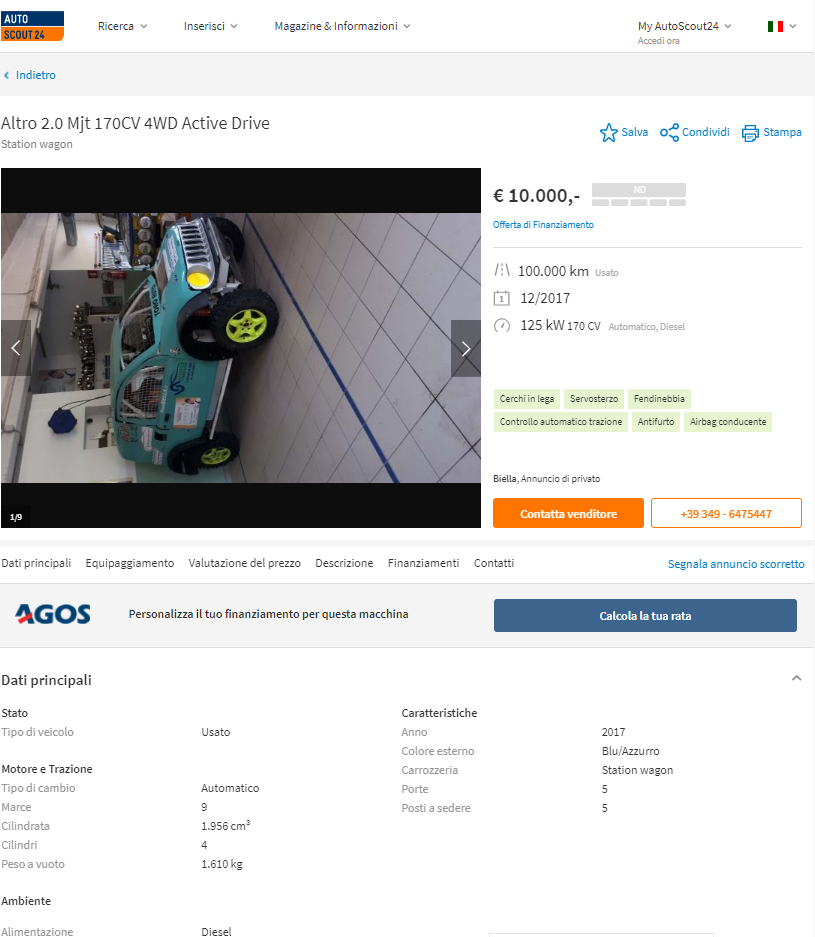 AUTO
SCOUT 24
Ricerca
Inserisci
Magazine & Informazioni
My AutoScout24
Accedi ora
Indietro
Altro 2.0 Mjt 170CV 4WD Active Drive
Station wagon
Salva
Condividi
Stampa
€ 10.000,-
ND
Offerta di Finanziamento
100.000 km Usato
1 12/2017
125 kW 170 CV Automatico, Diesel
Cerchi in lega
Servosterzo
Fendinebbia
Controllo automatico trazione
Antifurto
Airbag conducente
Biella, Annuncio di privato
1/9
Contatta venditore
+39 349 - 6475447
Dati principali
Equipaggiamento
Valutazione del prezzo
Descrizione
Finanziamenti
Contatti
Segnala annuncio scorretto
AGOS
Personalizza il tuo finanziamento per questa macchina
Calcola la tua rata
Dati principali
Stato
Tipo di veicolo Usato
Motore e Trazione
Tipo di cambio Automatico
Marce 9
Cilindrata 1.956 cm³
Cilindri 4
Peso a vuoto 1.610 kg
Ambiente
Alimentazione Diesel
Caratteristiche
Anno 2017
Colore esterno Blu/Azzurro
Carrozzeria Station wagon
Porte 5
Posti a sedere 5